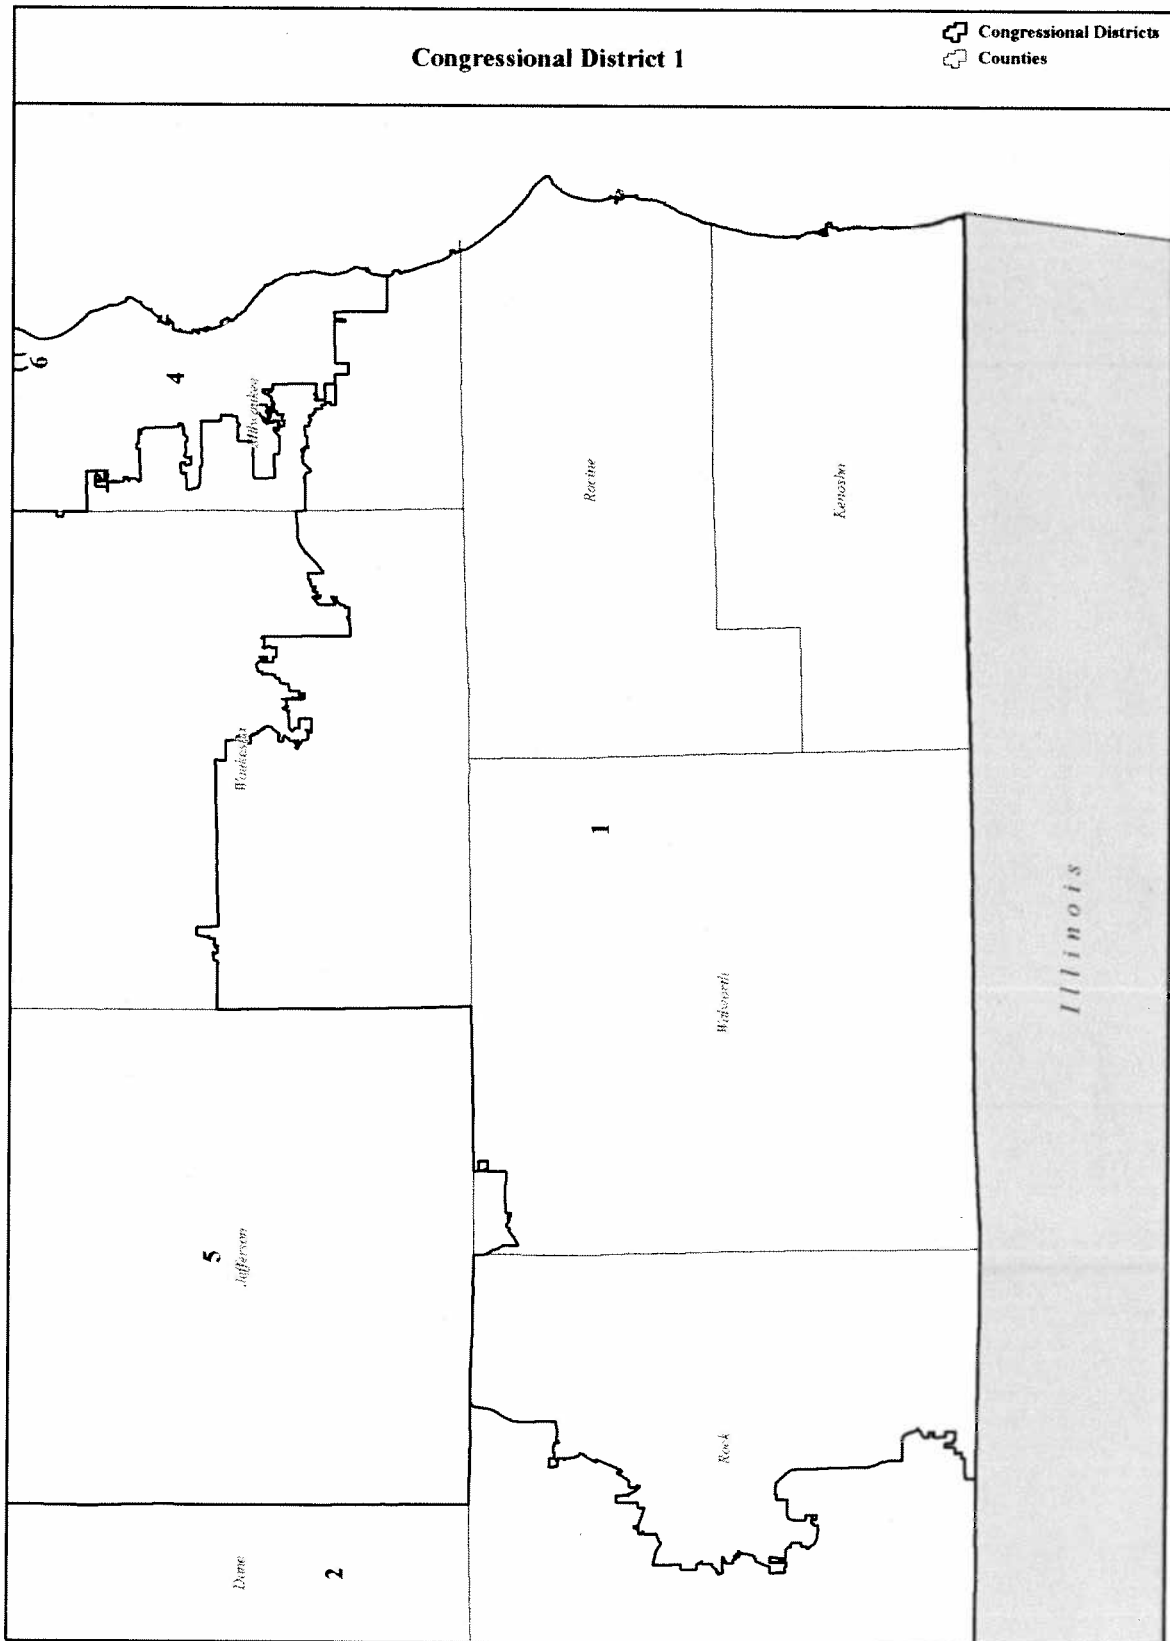 Congressional District 1
Congressional Districts
Counties
6
4
Milwaukee
Racine
Kenosha
Waukesha
1
Walworth
Illinois
5
Jefferson
Rock
Dane
2